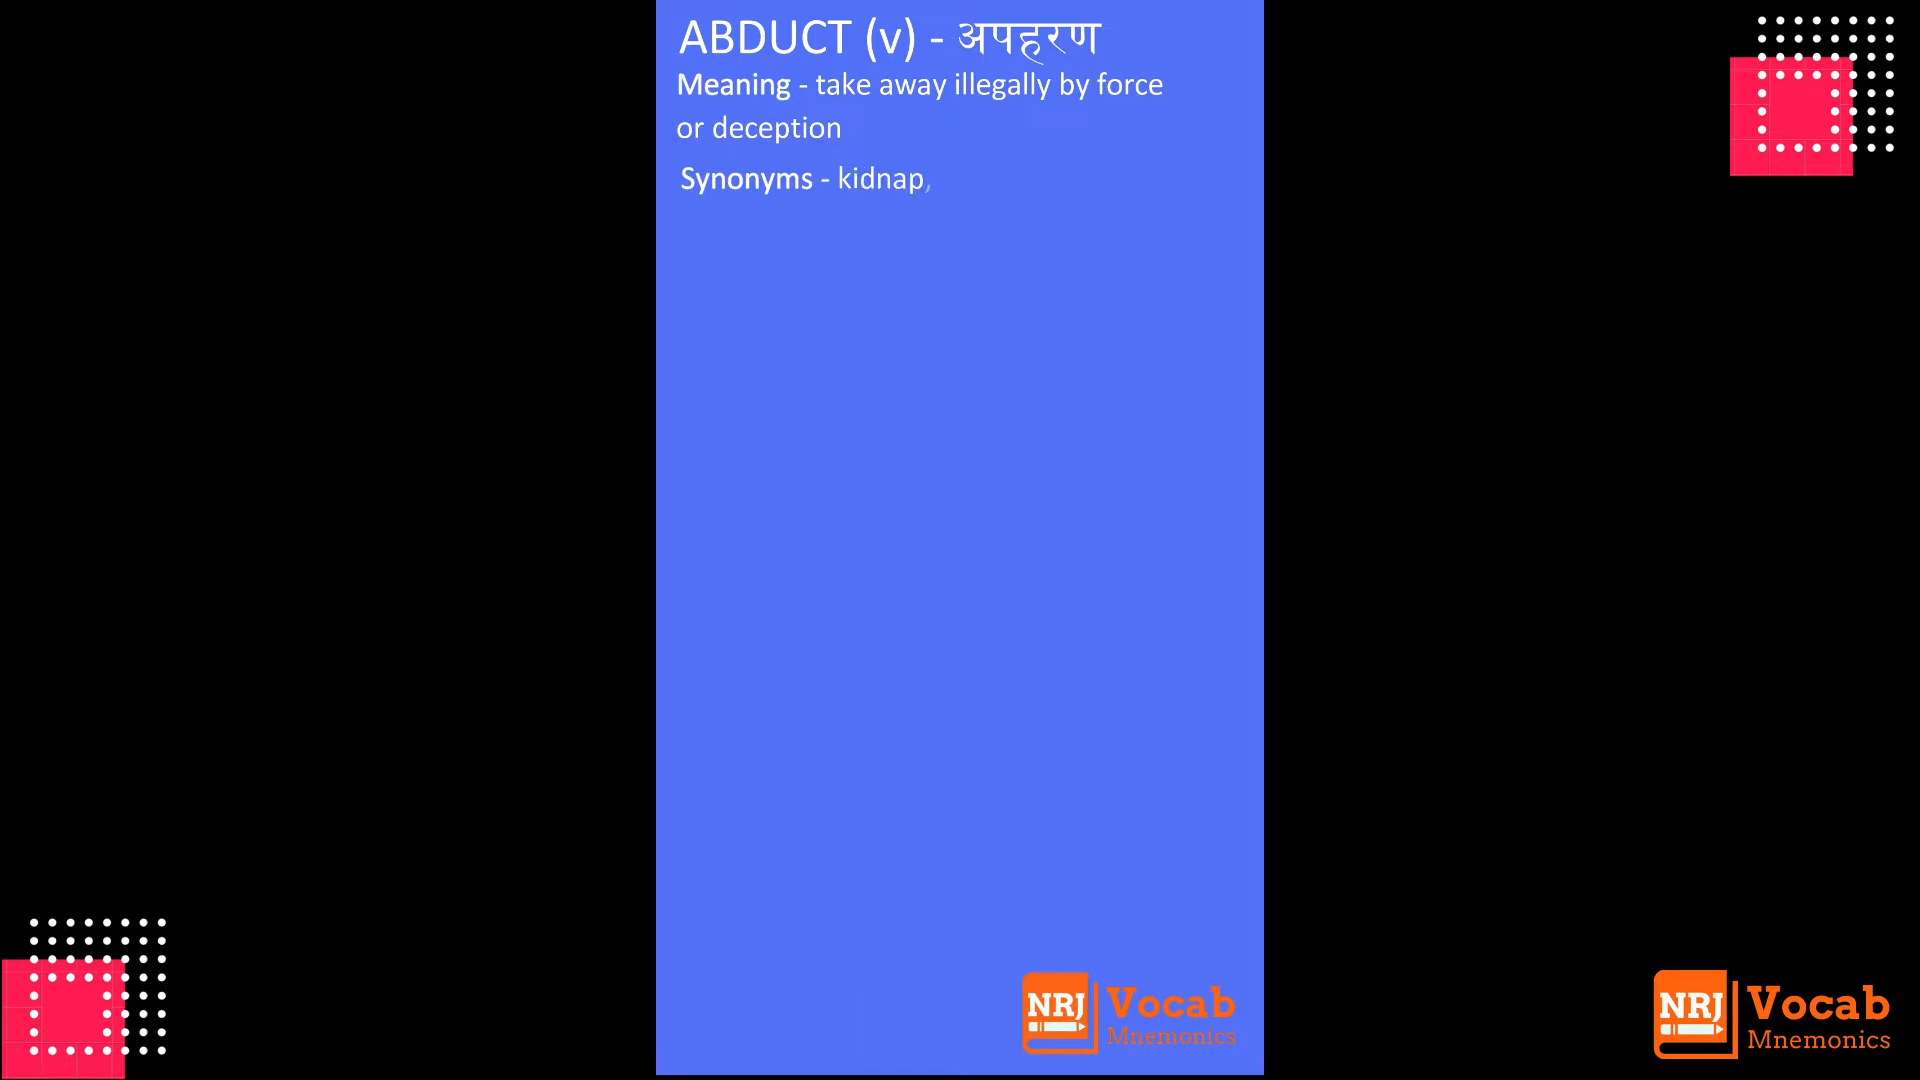 ABDUCT (v) - अपहरण
Meaning - take away illegally by force
or deception
Synonyms - kidnap,
NRJ Vocab
Mnemonics
NRJ Vocab
Mnemonics